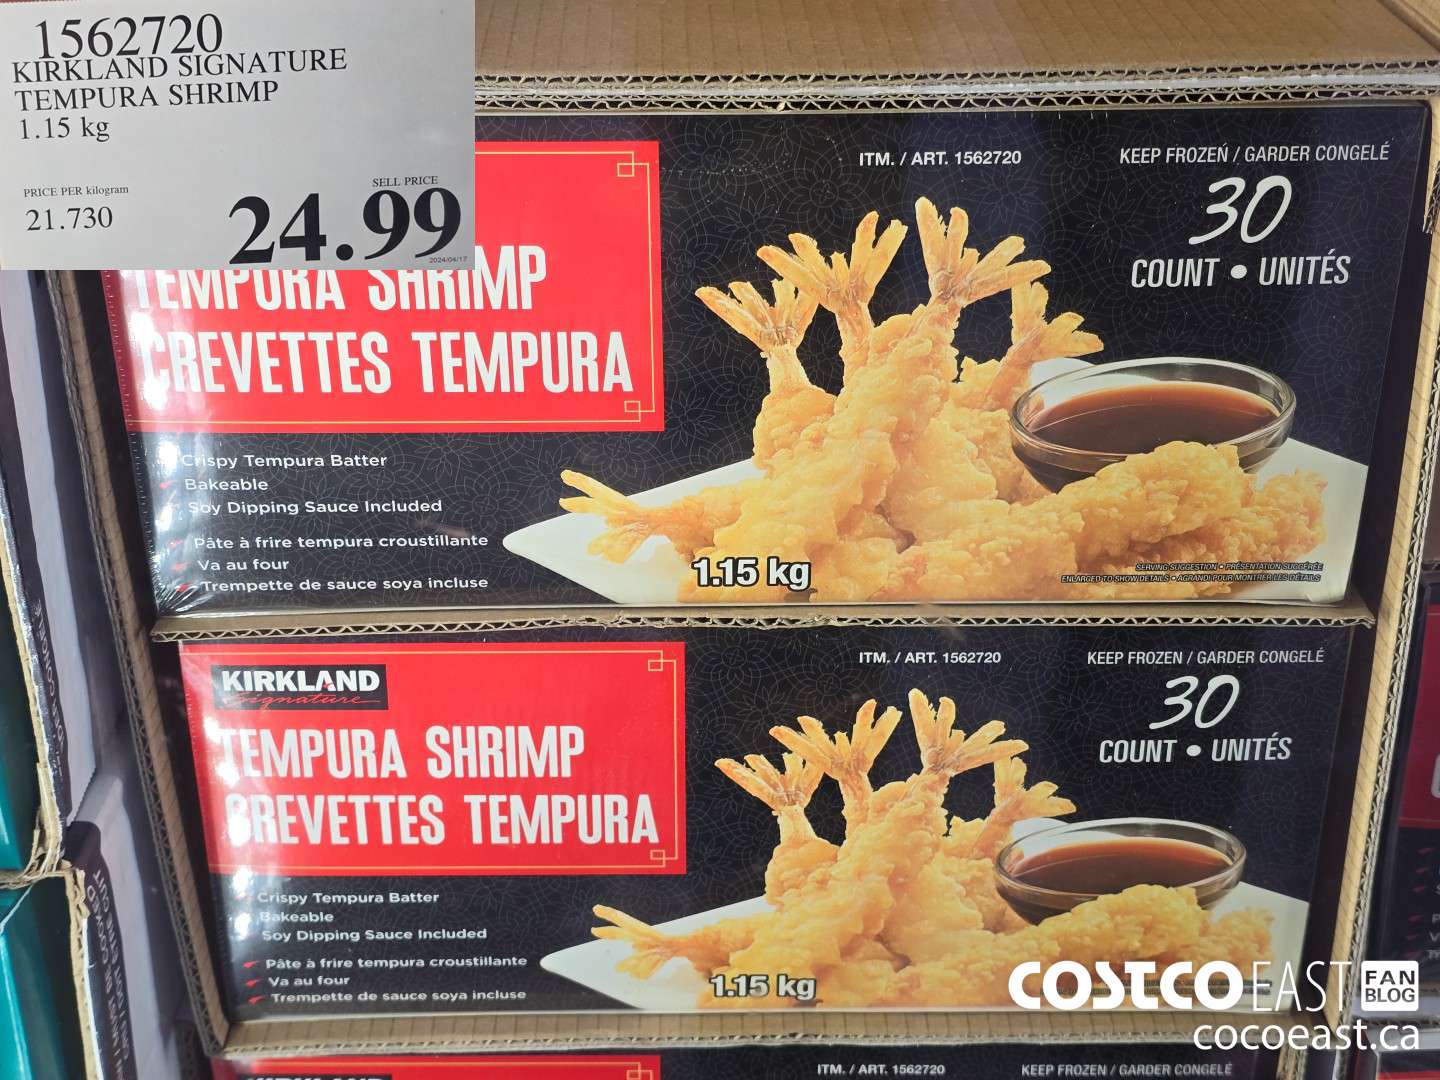 1562720
KIRKLAND SIGNATURE
TEMPURA SHRIMP
1.15 kg
PRICE PER kilogram
21.730
SELL PRICE
24.99
2024/04/17
ITM. / ART. 1562720
KEEP FROZEN / GARDER CONGELÉ
30
COUNT • UNITÉS
TEMPURA SHRIMP
CREVETTES TEMPURA
Crispy Tempura Batter
Bakeable
Soy Dipping Sauce Included
Pâte à frire tempura croustillante
Va au four
Trempette de sauce soya incluse
1.15 kg
SERVING SUGGESTION • PRÉSENTATION SUGGÉRÉE
ENLARGED TO SHOW DETAILS • AGRANDI POUR MONTRER LES DÉTAILS
KIRKLAND
Signature
ITM. / ART. 1562720
KEEP FROZEN / GARDER CONGELÉ
30
COUNT • UNITÉS
TEMPURA SHRIMP
CREVETTES TEMPURA
Crispy Tempura Batter
Bakeable
Soy Dipping Sauce Included
Pâte à frire tempura croustillante
Va au four
Trempette de sauce soya incluse
1.15 kg
COSTCO EAST FAN BLOG
cocoeast.ca
KIRKLAND
ITM. / ART. 1562720
KEEP FROZEN / GARDER CONGELÉ